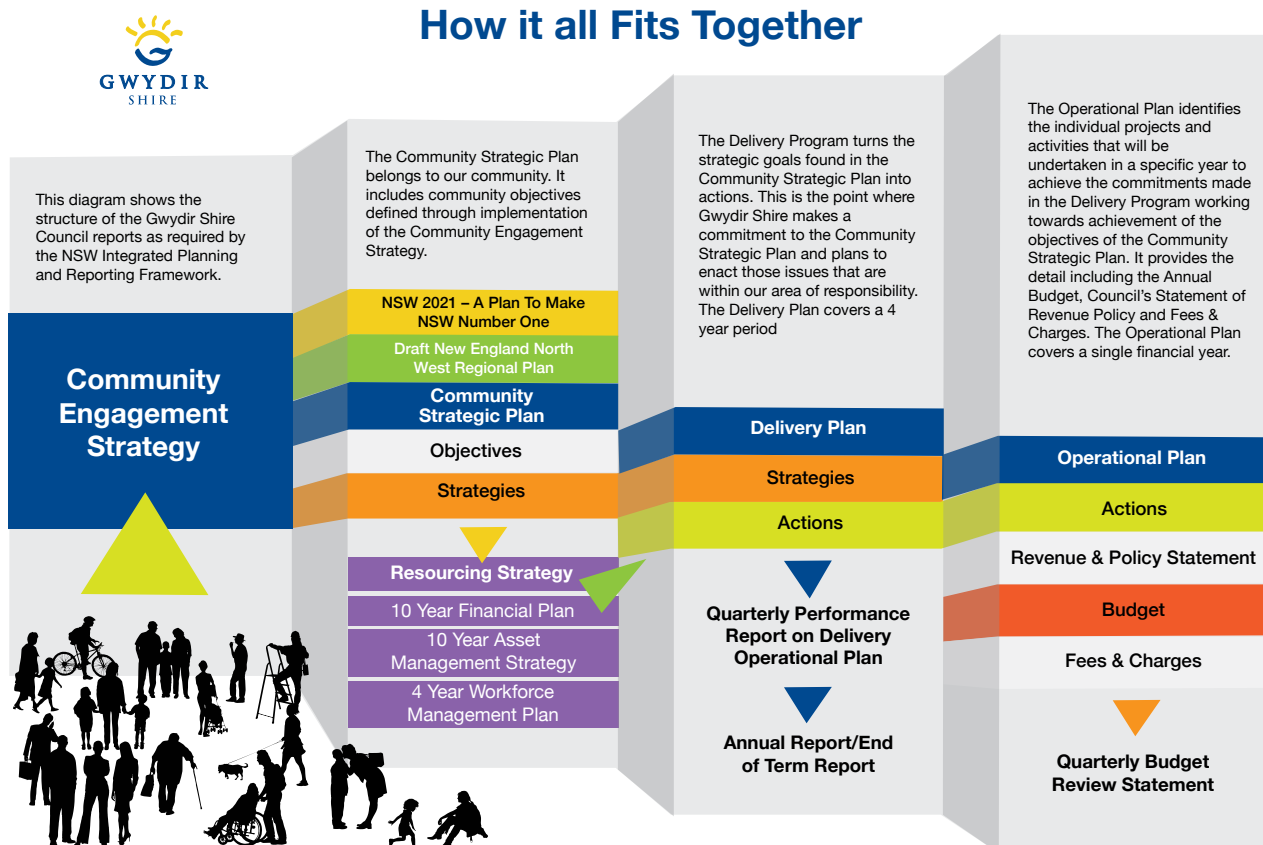 How it all Fits Together
GWYDIR
SHIRE
This diagram shows the
structure of the Gwydir Shire
Council reports as required by
the NSW Integrated Planning
and Reporting Framework.
Community
Engagement
Strategy
The Community Strategic Plan
belongs to our community. It
includes community objectives
defined through implementation
of the Community Engagement
Strategy.
NSW 2021 – A Plan To Make
NSW Number One
Draft New England North
West Regional Plan
Community
Strategic Plan
Objectives
Strategies
Resourcing Strategy
10 Year Financial Plan
10 Year Asset
Management Strategy
4 Year Workforce
Management Plan
The Delivery Program turns the
strategic goals found in the
Community Strategic Plan into
actions. This is the point where
Gwydir Shire makes a
commitment to the Community
Strategic Plan and plans to
enact those issues that are
within our area of responsibility.
The Delivery Plan covers a 4
year period
Delivery Plan
Strategies
Actions
Quarterly Performance
Report on Delivery
Operational Plan
Annual Report/End
of Term Report
The Operational Plan identifies
the individual projects and
activities that will be
undertaken in a specific year to
achieve the commitments made
in the Delivery Program working
towards achievement of the
objectives of the Community
Strategic Plan. It provides the
detail including the Annual
Budget, Council’s Statement of
Revenue Policy and Fees &
Charges. The Operational Plan
covers a single financial year.
Operational Plan
Actions
Revenue & Policy Statement
Budget
Fees & Charges
Quarterly Budget
Review Statement